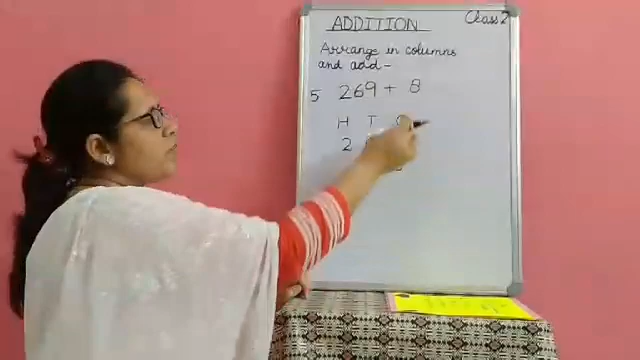 ADDITION
Class 2
Arrange in columns
and add-
5 269 + 8
H T
2